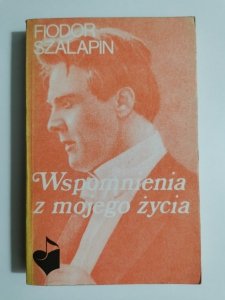 FIODOR
SZALAPIN
Wspomnienia
z mojego życia